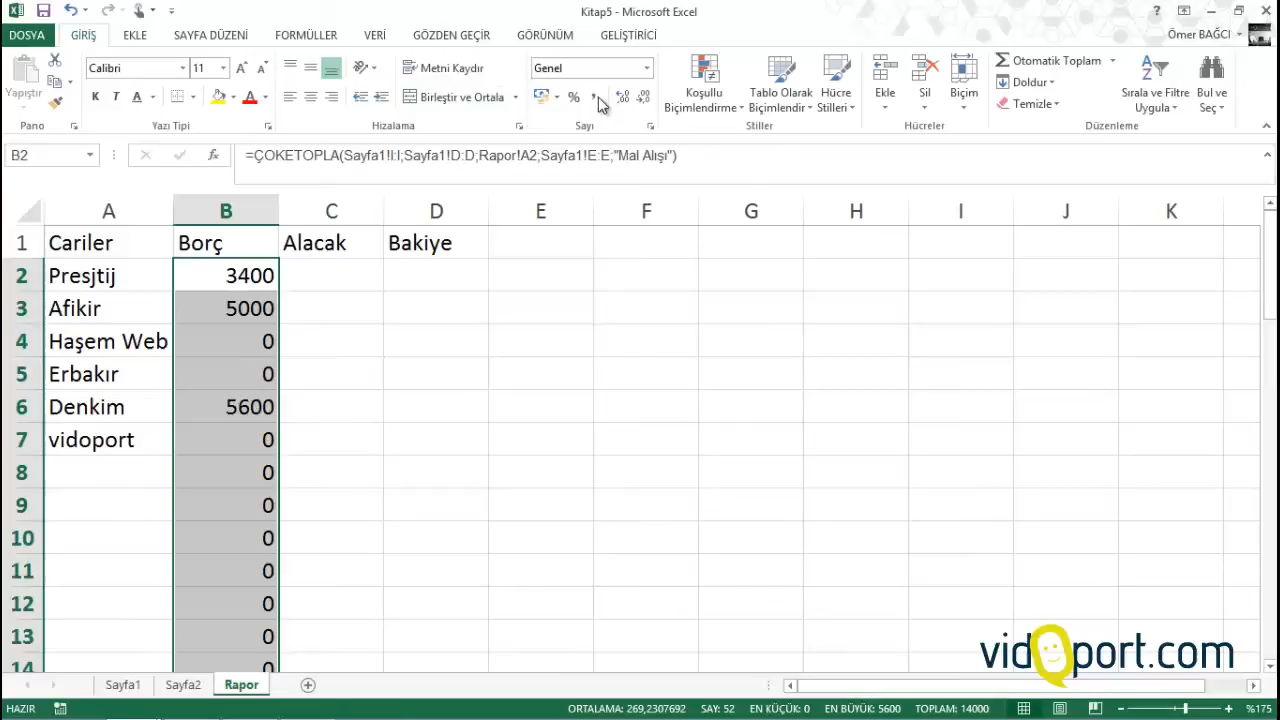 Kitap5 - Microsoft Excel
DOSYA GİRİŞ EKLE SAYFA DÜZENİ FORMÜLLER VERİ GÖZDEN GEÇİR GÖRÜNÜM GELİŞTİRİCİ Ömer BAĞCI
Yapıştır
Calibri 11
K T A
Metni Kaydır
Birleştir ve Ortala
Genel
%
Koşullu Biçimlendirme
Tablo Olarak Biçimlendir
Hücre Stilleri
Ekle
Sil
Biçim
Otomatik Toplam
Doldur
Temizle
Sırala ve Filtre Uygula
Bul ve Seç
Pano Yazı Tipi Hizalama Sayı Stiller Hücreler Düzenleme
B2 fx =ÇOKETOPLA(Sayfa1!I:I;Sayfa1!D:D;Rapor!A2;Sayfa1!E:E;"Mal Alışı")
A B C D E F G H I J K
1 Cariler Borç Alacak Bakiye
2 Presjtij 3400
3 Afikir 5000
4 Haşem Web 0
5 Erbakır 0
6 Denkim 5600
7 vidoport 0
8 0
9 0
10 0
11 0
12 0
13 0
14 0
vidoport.com
Sayfa1 Sayfa2 Rapor
HAZIR ORTALAMA: 269,2307692 SAY: 52 EN KÜÇÜK: 0 EN BÜYÜK: 5600 TOPLAM: 14000 %175